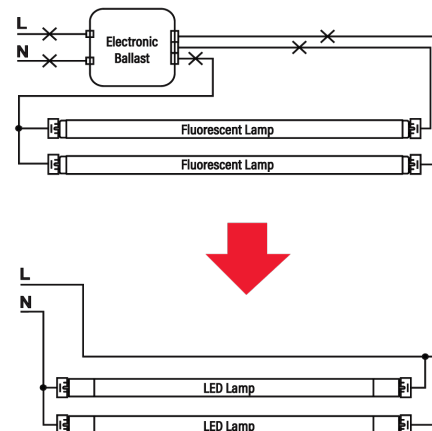 L
N
Electronic
Ballast
Fluorescent Lamp
Fluorescent Lamp
L
N
LED Lamp
LED Lamp